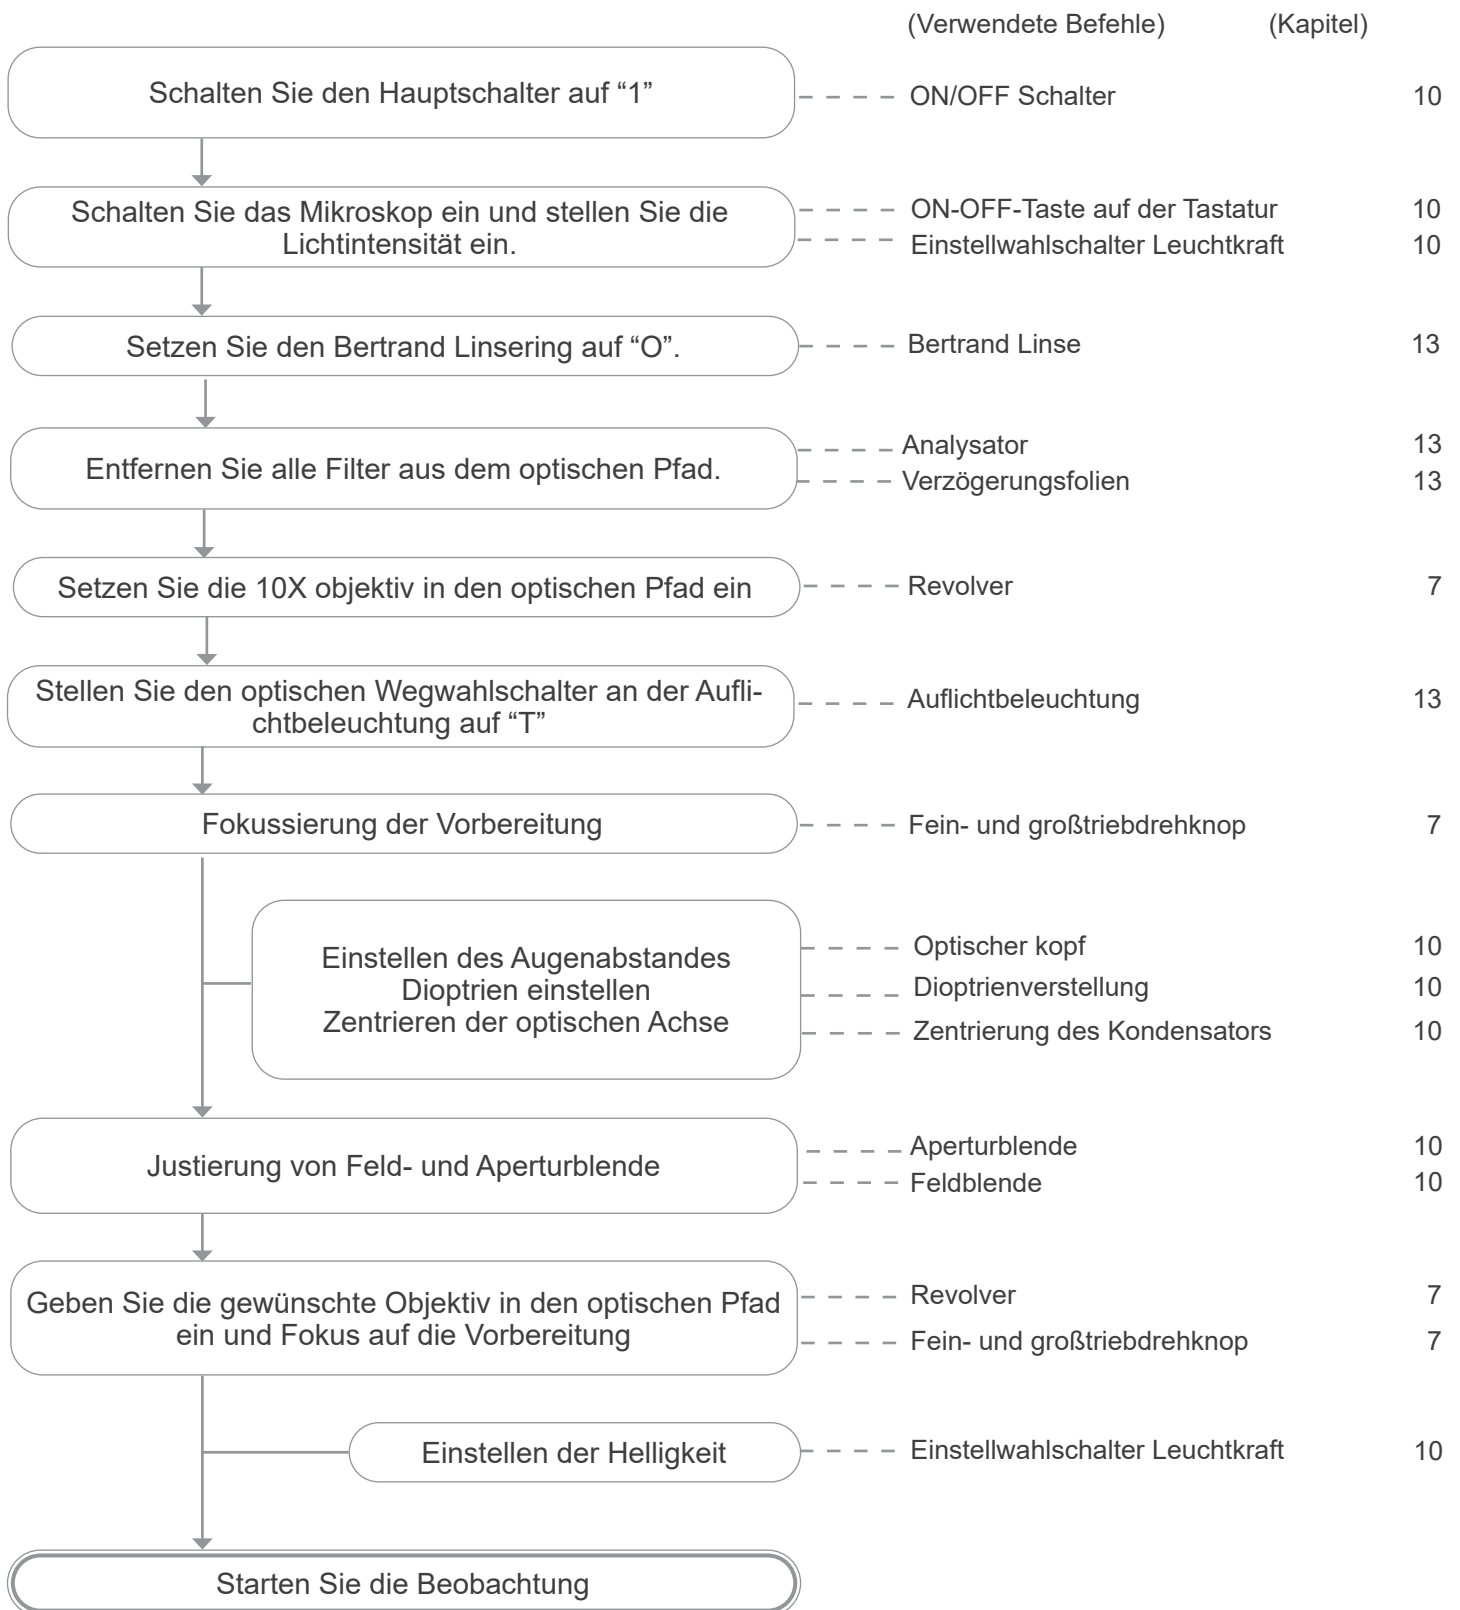 (Verwendete Befehle) (Kapitel)
Schalten Sie den Hauptschalter auf “1” ON/OFF Schalter 10
Schalten Sie das Mikroskop ein und stellen Sie die
Lichtintensität ein.
ON-OFF-Taste auf der Tastatur 10
Einstellwahlschalter Leuchtkraft 10
Setzen Sie den Bertrand Linsering auf “O”. Bertrand Linse 13
Entfernen Sie alle Filter aus dem optischen Pfad.
Analysator 13
Verzögerungsfolien 13
Setzen Sie die 10X objektiv in den optischen Pfad ein Revolver 7
Stellen Sie den optischen Wegwahlschalter an der Aufli-
chtbeleuchtung auf “T”
Auflichtbeleuchtung 13
Fokussierung der Vorbereitung Fein- und großtriebdrehknop 7
Einstellen des Augenabstandes
Dioptrien einstellen
Zentrieren der optischen Achse
Optischer kopf 10
Dioptrienverstellung 10
Zentrierung des Kondensators 10
Justierung von Feld- und Aperturblende
Aperturblende 10
Feldblende 10
Geben Sie die gewünschte Objektiv in den optischen Pfad
ein und Fokus auf die Vorbereitung
Revolver 7
Fein- und großtriebdrehknop 7
Einstellen der Helligkeit Einstellwahlschalter Leuchtkraft 10
Starten Sie die Beobachtung